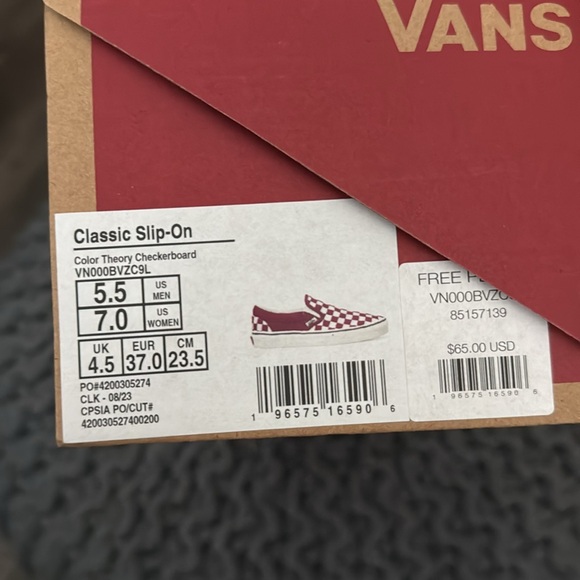 VANS
Classic Slip-On
Color Theory Checkerboard
VN000BVZC9L
5.5 US MEN
7.0 US WOMEN
UK EUR CM
4.5 37.0 23.5
PO#4200305274
CLK - 08/23
CPSIA PO/CUT#
420030527400200
1 96575 16590 6
FREE
VN000BVZC
85157139
$65.00 USD
1 96575 16590 6